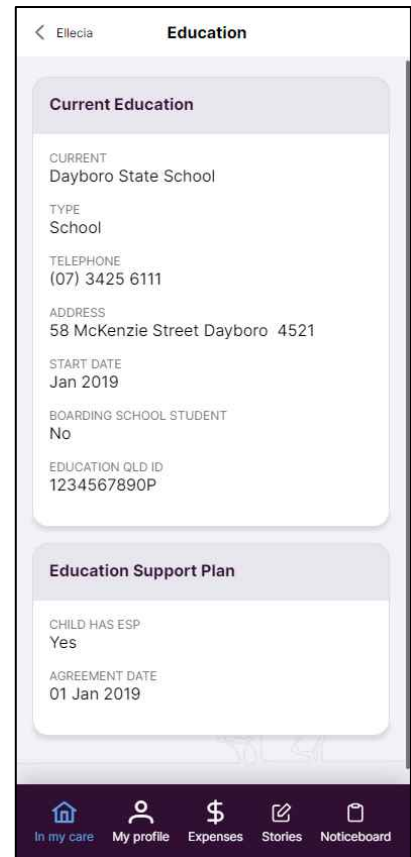 Ellecia Education
Current Education
CURRENT
Dayboro State School
TYPE
School
TELEPHONE
(07) 3425 6111
ADDRESS
58 McKenzie Street Dayboro  4521
START DATE
Jan 2019
BOARDING SCHOOL STUDENT
No
EDUCATION QLD ID
1234567890P
Education Support Plan
CHILD HAS ESP
Yes
AGREEMENT DATE
01 Jan 2019
In my care My profile Expenses Stories Noticeboard